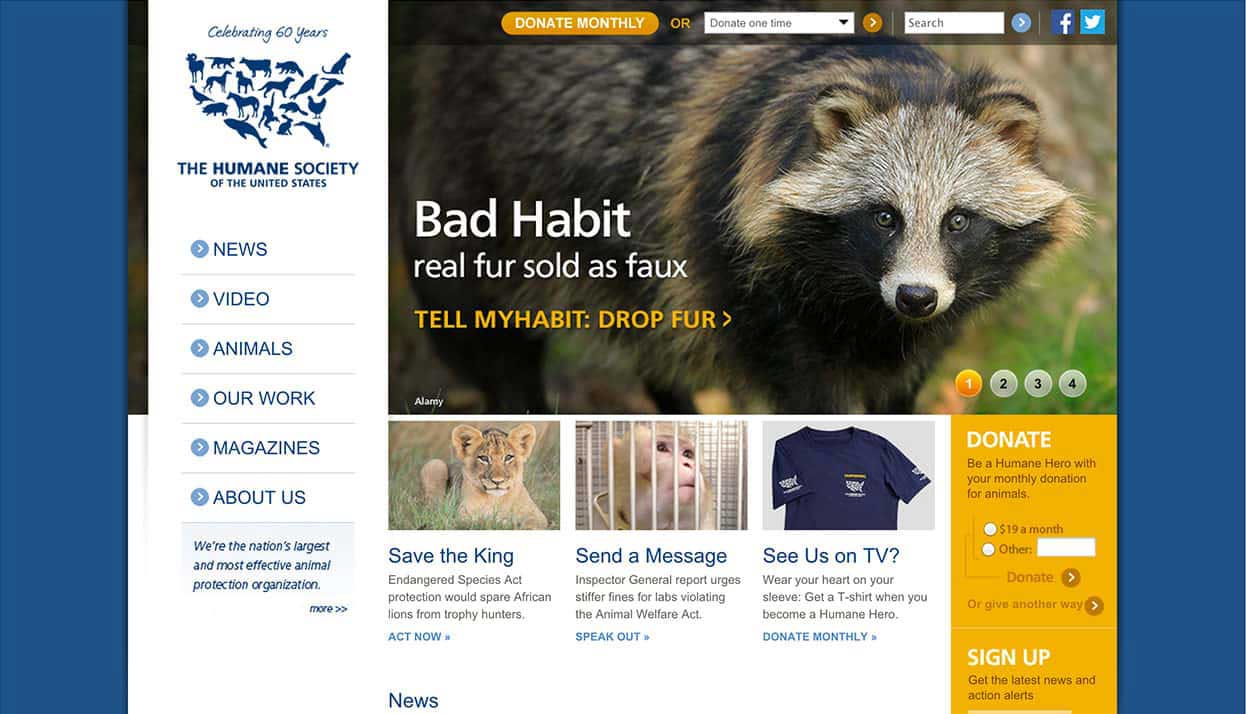 Celebrating 60 Years
THE HUMANE SOCIETY
OF THE UNITED STATES
NEWS
VIDEO
ANIMALS
OUR WORK
MAGAZINES
ABOUT US
We're the nation's largest
and most effective animal
protection organization.
more >>
DONATE MONTHLY OR Donate one time Search
Bad Habit
real fur sold as faux
TELL MYHABIT: DROP FUR >
Alamy
1 2 3 4
Save the King
Endangered Species Act
protection would spare African
lions from trophy hunters.
ACT NOW »
Send a Message
Inspector General report urges
stiffer fines for labs violating
the Animal Welfare Act.
SPEAK OUT »
See Us on TV?
Wear your heart on your
sleeve: Get a T-shirt when you
become a Humane Hero.
DONATE MONTHLY »
News
DONATE
Be a Humane Hero with
your monthly donation
for animals.
$19 a month
Other:
Donate
Or give another way
SIGN UP
Get the latest news and
action alerts